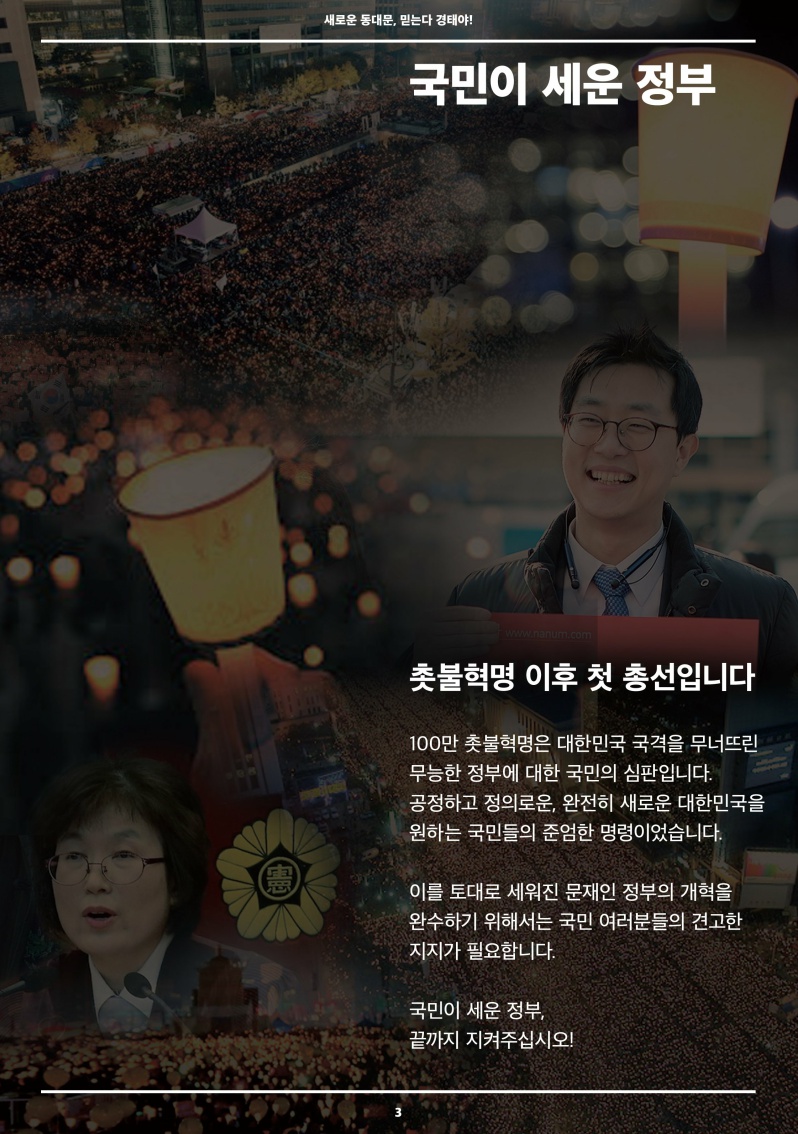 새로운 동대문, 믿는다 경태야!
국민이 세운 정부
www.nanum.com
촛불혁명 이후 첫 총선입니다
100만 촛불혁명은 대한민국 국격을 무너뜨린
무능한 정부에 대한 국민의 심판입니다.
공정하고 정의로운, 완전히 새로운 대한민국을
원하는 국민들의 준엄한 명령이었습니다.
이를 토대로 세워진 문재인 정부의 개혁을
완수하기 위해서는 국민 여러분들의 견고한
지지가 필요합니다.
국민이 세운 정부,
끝까지 지켜주십시오!
憲
3